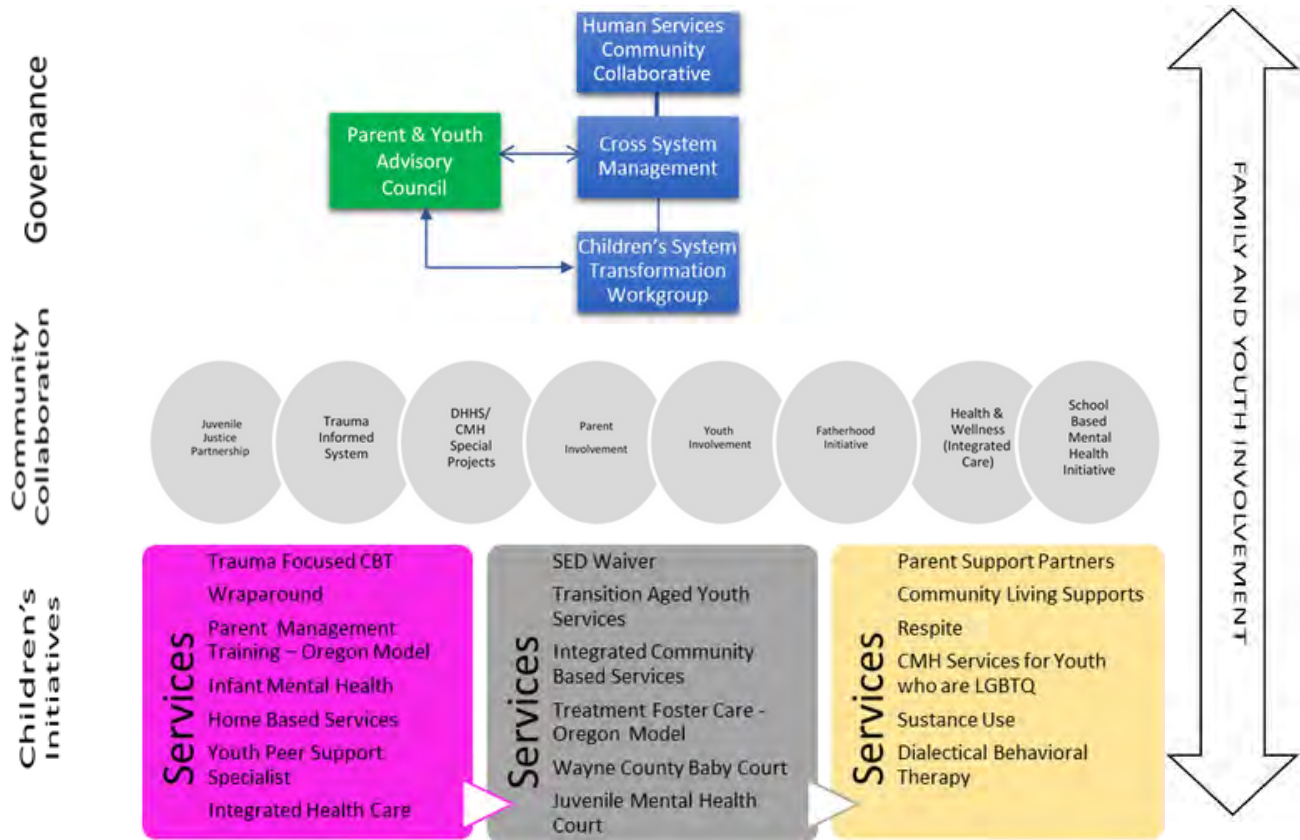 Governance
Human Services
Community
Collaborative
Parent & Youth
Advisory
Council
Cross System
Management
Children's System
Transformation
Workgroup
FAMILY AND YOUTH INVOLVEMENT
Community
Collaboration
Juvenile
Justice
Partnership
Trauma
Informed
System
DHHS/
CMH
Special
Projects
Parent
Involvement
Youth
Involvement
Fatherhood
Initiative
Health &
Wellness
(Integrated
Care)
School
Based
Mental
Health
Initiative
Children's
Initiatives
Services
Trauma Focused CBT
Wraparound
Parent Management
Training – Oregon Model
Infant Mental Health
Home Based Services
Youth Peer Support
Specialist
Integrated Health Care
Services
SED Waiver
Transition Aged Youth
Services
Integrated Community
Based Services
Treatment Foster Care -
Oregon Model
Wayne County Baby Court
Juvenile Mental Health
Court
Services
Parent Support Partners
Community Living Supports
Respite
CMH Services for Youth
who are LGBTQ
Sustance Use
Dialectical Behavioral
Therapy